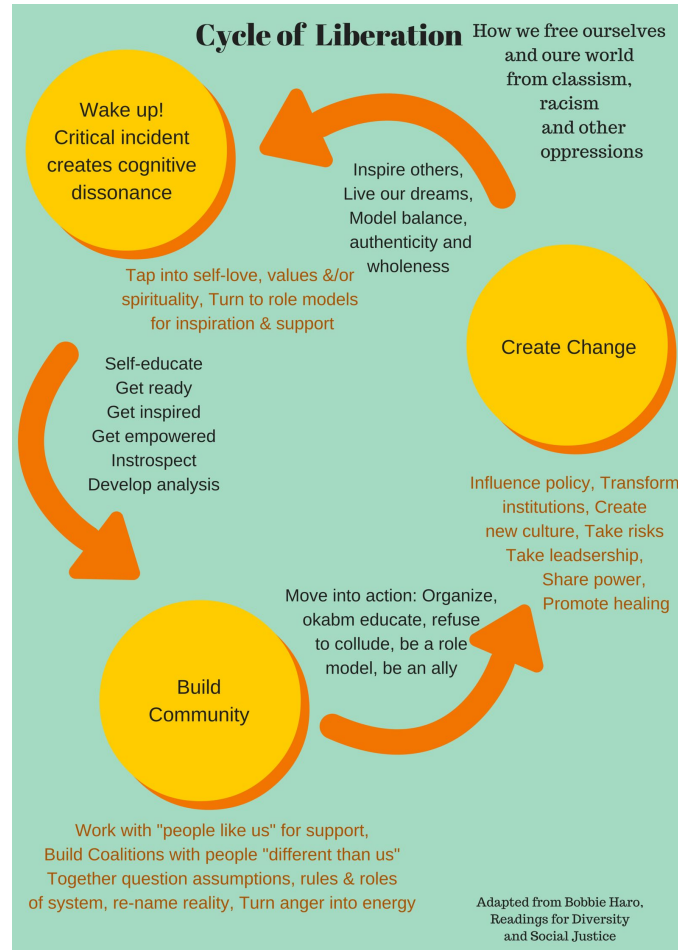 Cycle of Liberation
How we free ourselves
and oure world
from classism,
racism
and other
oppressions
Wake up!
Critical incident
creates cognitive
dissonance
Inspire others,
Live our dreams,
Model balance,
authenticity and
wholeness
Tap into self-love, values &/or
spirituality, Turn to role models
for inspiration & support
Create Change
Self-educate
Get ready
Get inspired
Get empowered
Instrospect
Develop analysis
Influence policy, Transform
institutions, Create
new culture, Take risks
Take leadsership,
Share power,
Promote healing
Move into action: Organize,
okabm educate, refuse
to collude, be a role
model, be an ally
Build
Community
Work with "people like us" for support,
Build Coalitions with people "different than us"
Together question assumptions, rules & roles
of system, re-name reality, Turn anger into energy
Adapted from Bobbie Haro,
Readings for Diversity
and Social Justice